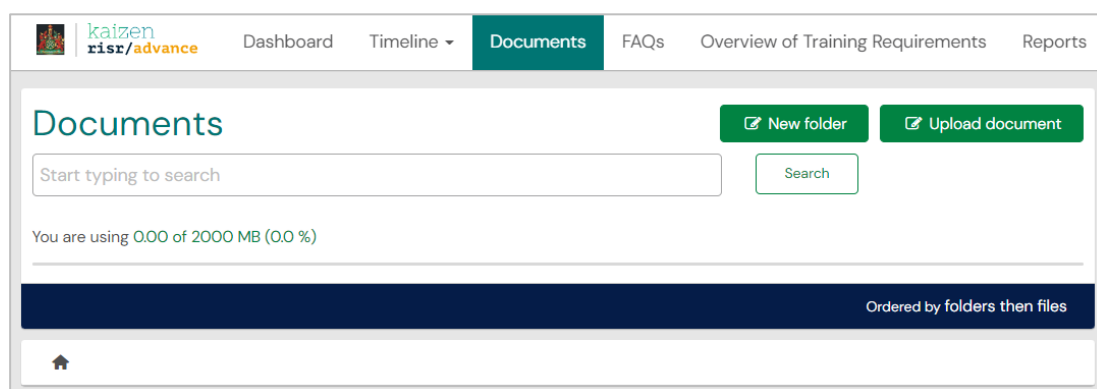 kaizen
risr/advance
Dashboard
Timeline
Documents
FAQs
Overview of Training Requirements
Reports
Documents
New folder
Upload document
Start typing to search
Search
You are using 0.00 of 2000 MB (0.0 %)
Ordered by folders then files